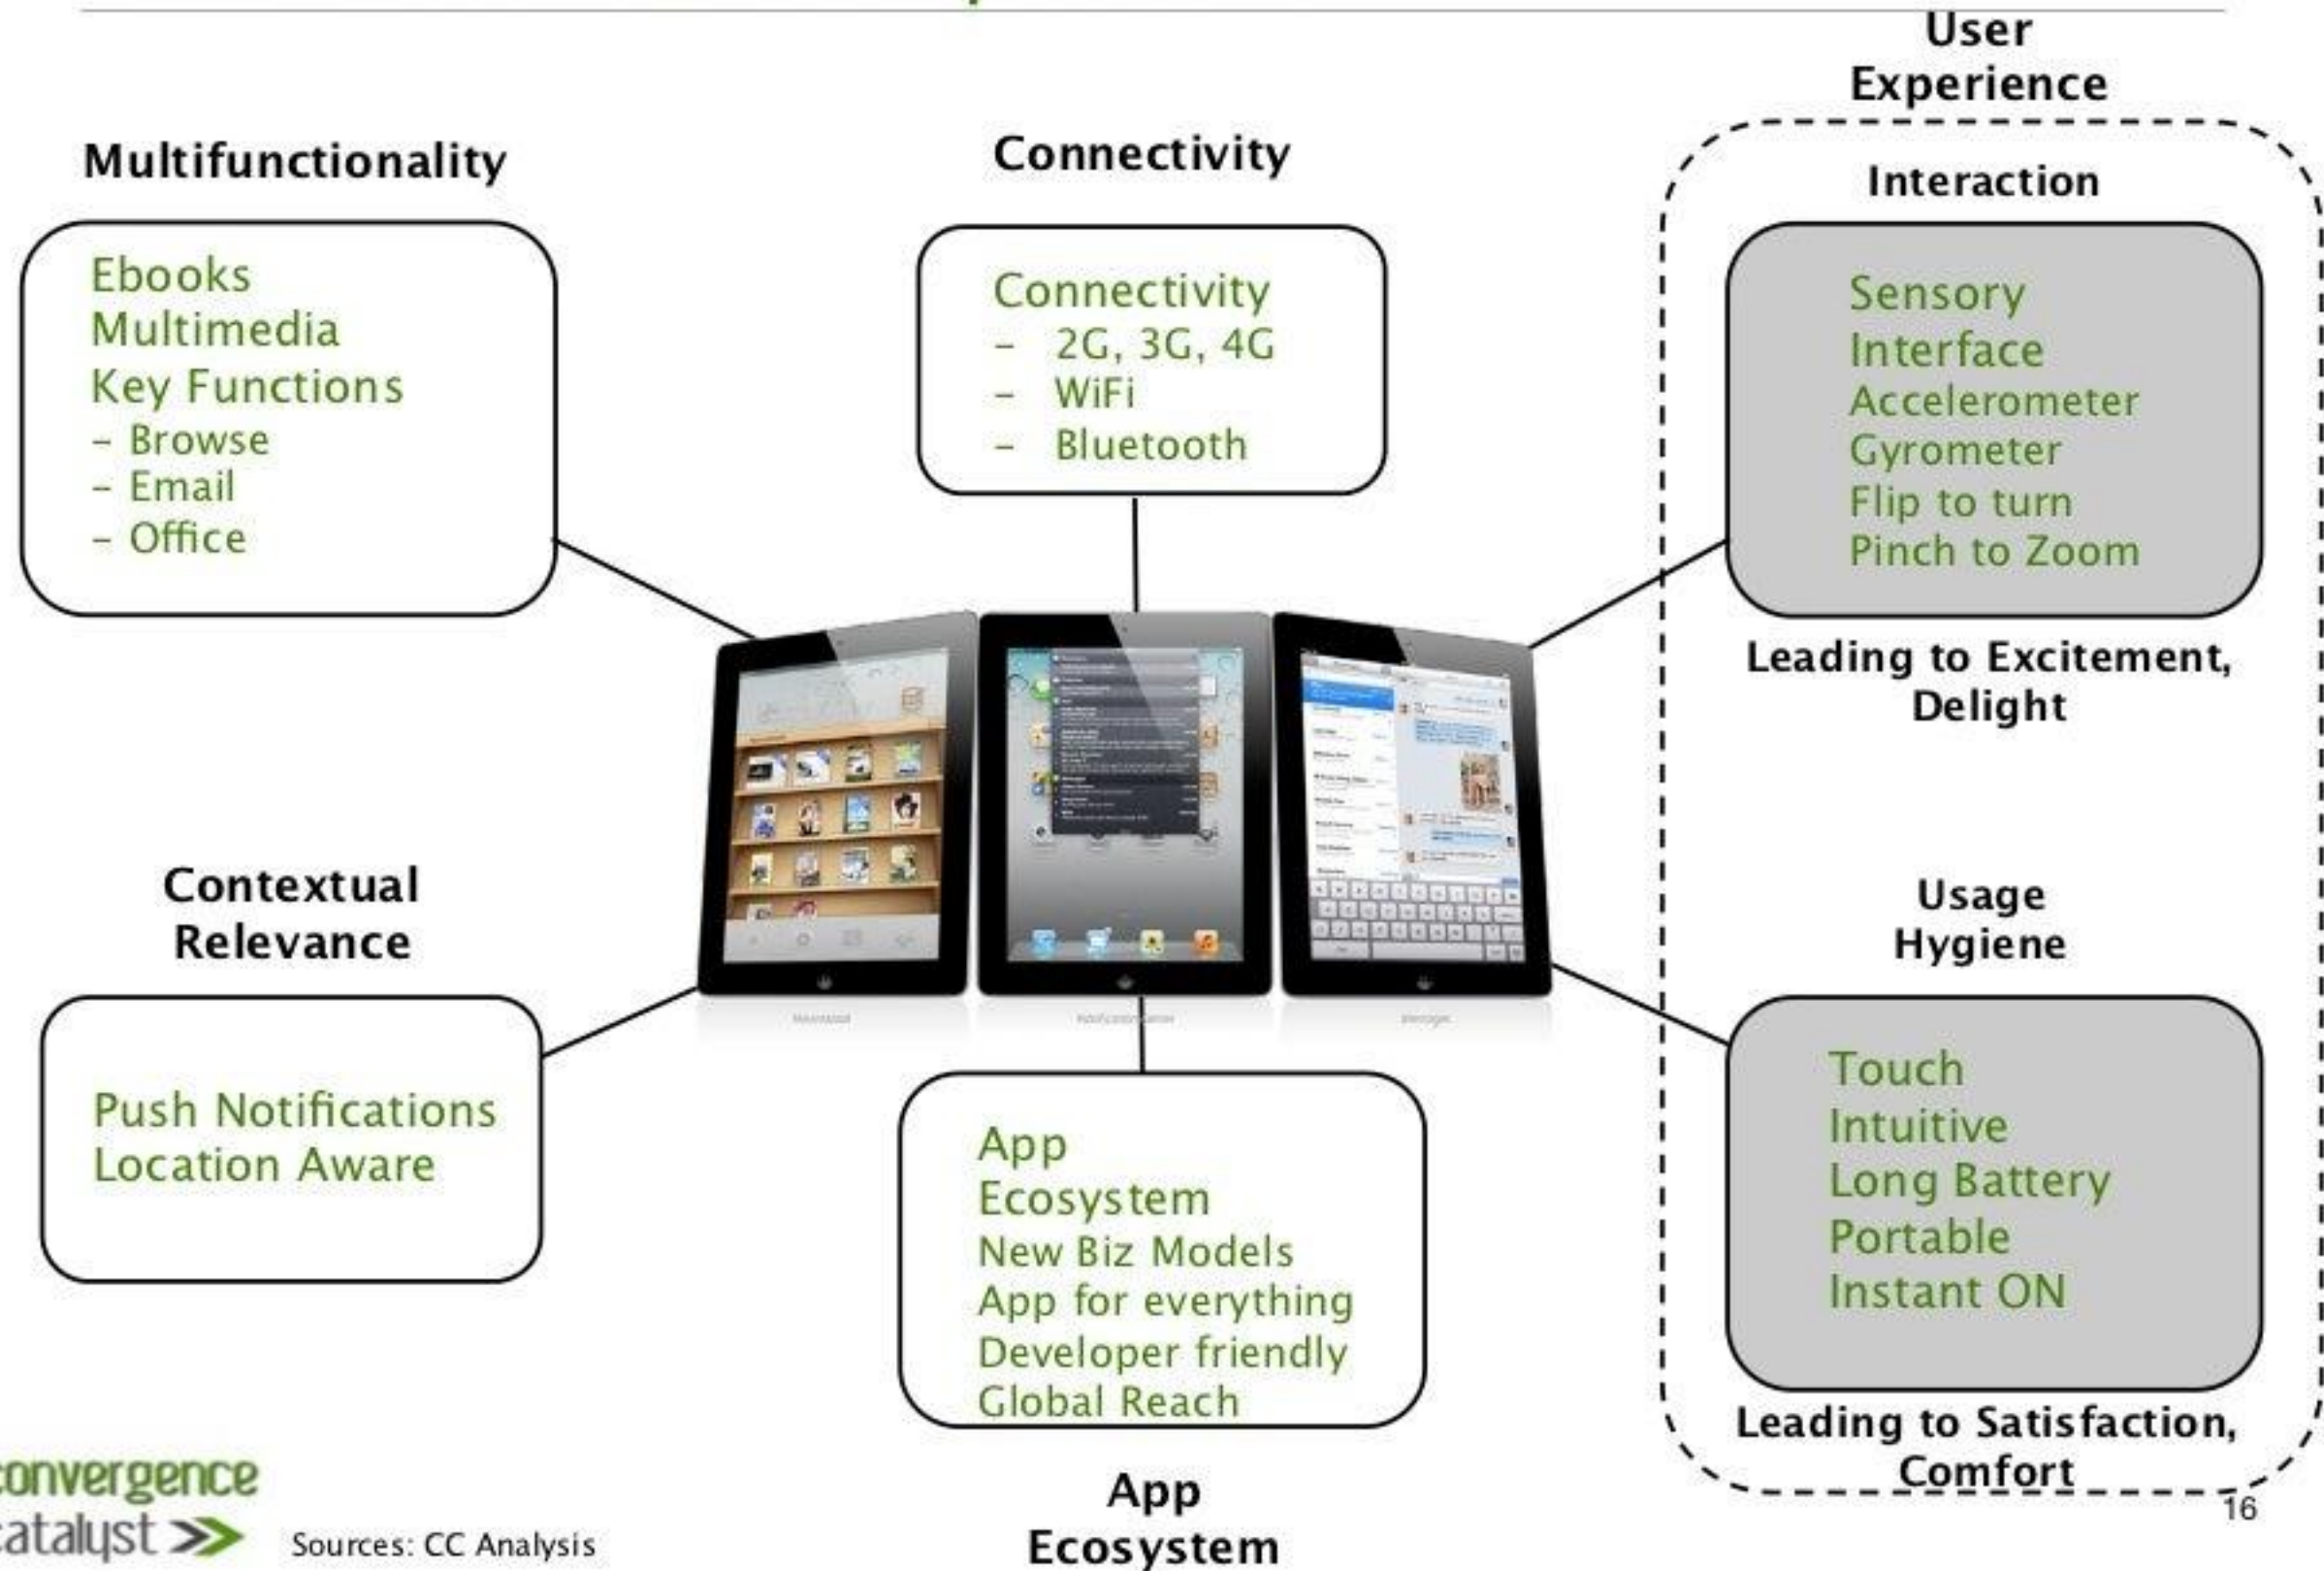 User
Experience
Multifunctionality
Connectivity
Interaction
Ebooks
Multimedia
Key Functions
- Browse
- Email
- Office
Connectivity
- 2G, 3G, 4G
- WiFi
- Bluetooth
Sensory
Interface
Accelerometer
Gyrometer
Flip to turn
Pinch to Zoom
Leading to Excitement,
Delight
Contextual
Relevance
Usage
Hygiene
Push Notifications
Location Aware
App
Ecosystem
New Biz Models
App for everything
Developer friendly
Global Reach
Touch
Intuitive
Long Battery
Portable
Instant ON
Leading to Satisfaction,
Comfort
App
Ecosystem
convergence
catalyst
Sources: CC Analysis
16